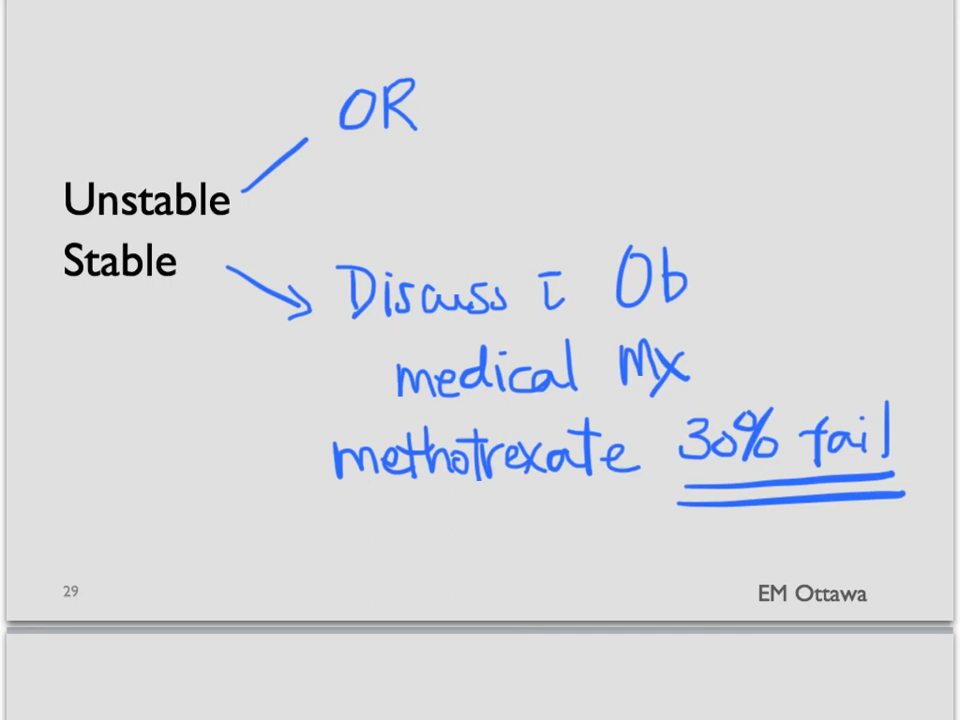 OR
Unstable
Stable
Discuss c̄ Ob
medical Mx
methotrexate 30% fail
29
EM Ottawa